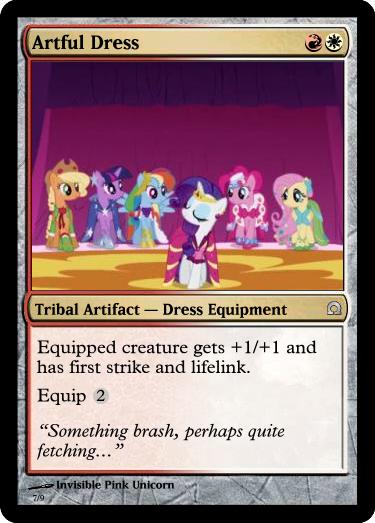 Artful Dress
Tribal Artifact — Dress Equipment
Equipped creature gets +1/+1 and
has first strike and lifelink.
Equip 2
“Something brash, perhaps quite
fetching…”
Invisible Pink Unicorn
7/9